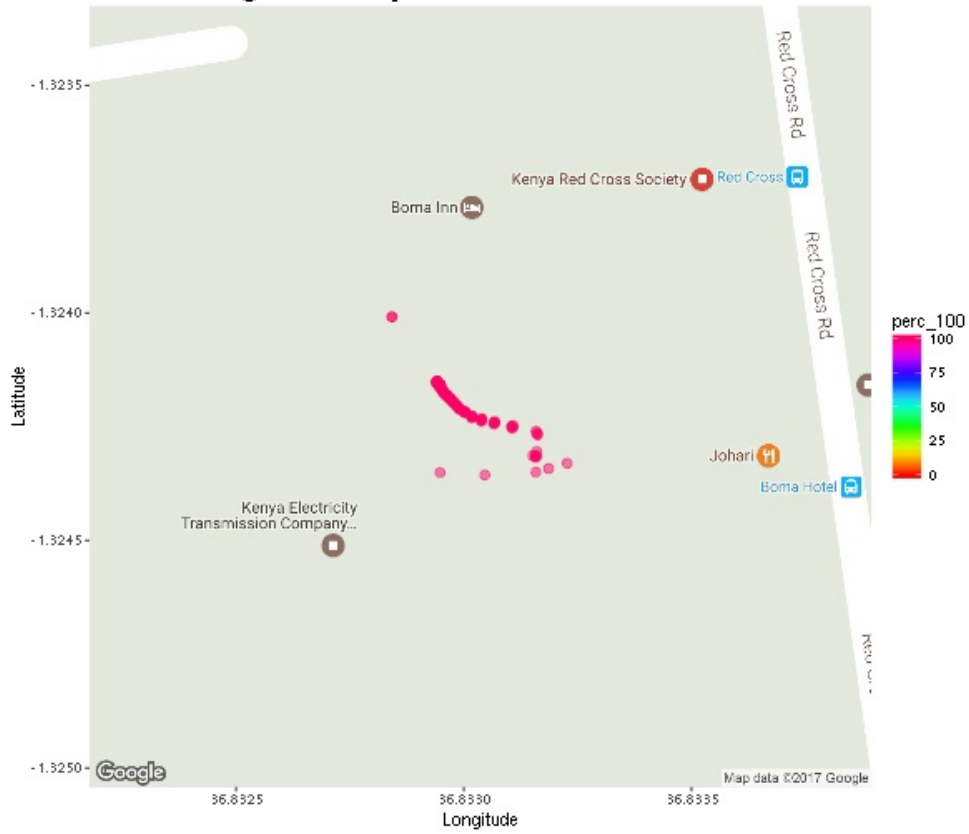 -1.3235
-1.3240
-1.3245
-1.3250
Latitude
Red Cross Rd
Kenya Red Cross Society
Red Cross
Boma Inn
Red Cross Rd
Johari
Boma Hotel
Kenya Electricity
Transmission Company...
Google
Map data ©2017 Google
36.8325
36.8330
36.8335
Longitude
perc_100
100
75
50
25
0